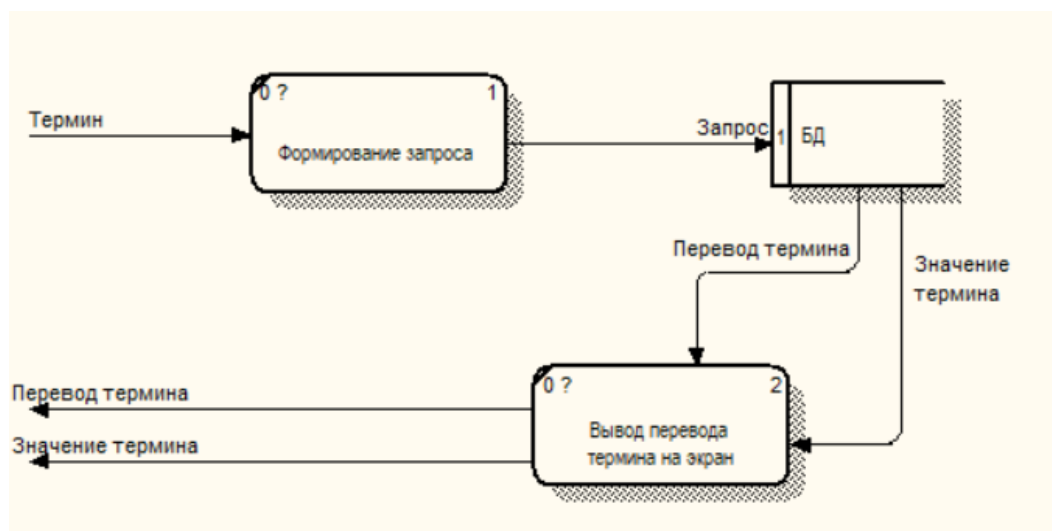 Термин
0 ?
1
Формирование запроса
Запрос
1
БД
Перевод термина
Значение
термина
0 ?
2
Вывод перевода
термина на экран
Перевод термина
Значение термина